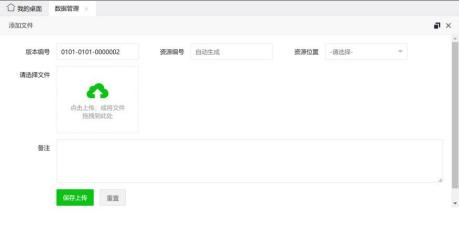 我的桌面 数据管理 ×
添加文件
版本编号 0101-0101-0000002 资源编号 自动生成 资源位置 -请选择-
请选择文件
点击上传，或将文件
拖拽到此处
备注
保存上传 重置